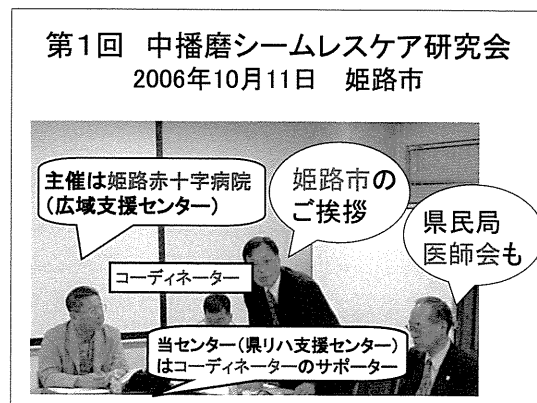 第1回 中播磨シームレスケア研究会
2006年10月11日 姫路市
主催は姫路赤十字病院
(広域支援センター)
姫路市の
ご挨拶
県民局
医師会も
コーディネーター
当センター(県リハ支援センター)
はコーディネーターのサポーター